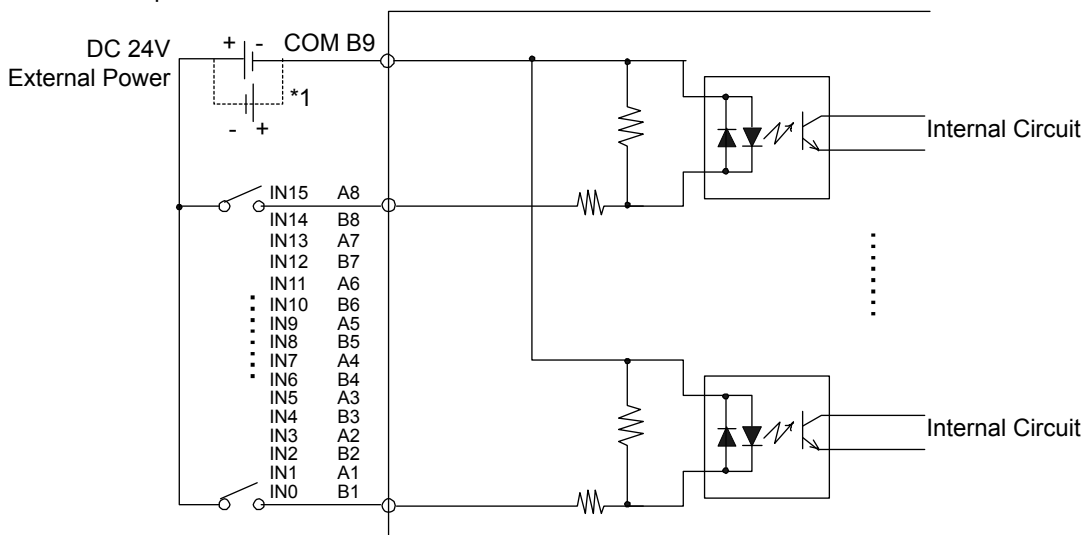 DC 24V
External Power
+ - COM B9
*1
- +
Internal Circuit
IN15 A8
IN14 B8
IN13 A7
IN12 B7
IN11 A6
IN10 B6
IN9 A5
IN8 B5
IN7 A4
IN6 B4
IN5 A3
IN4 B3
IN3 A2
IN2 B2
IN1 A1
IN0 B1
Internal Circuit